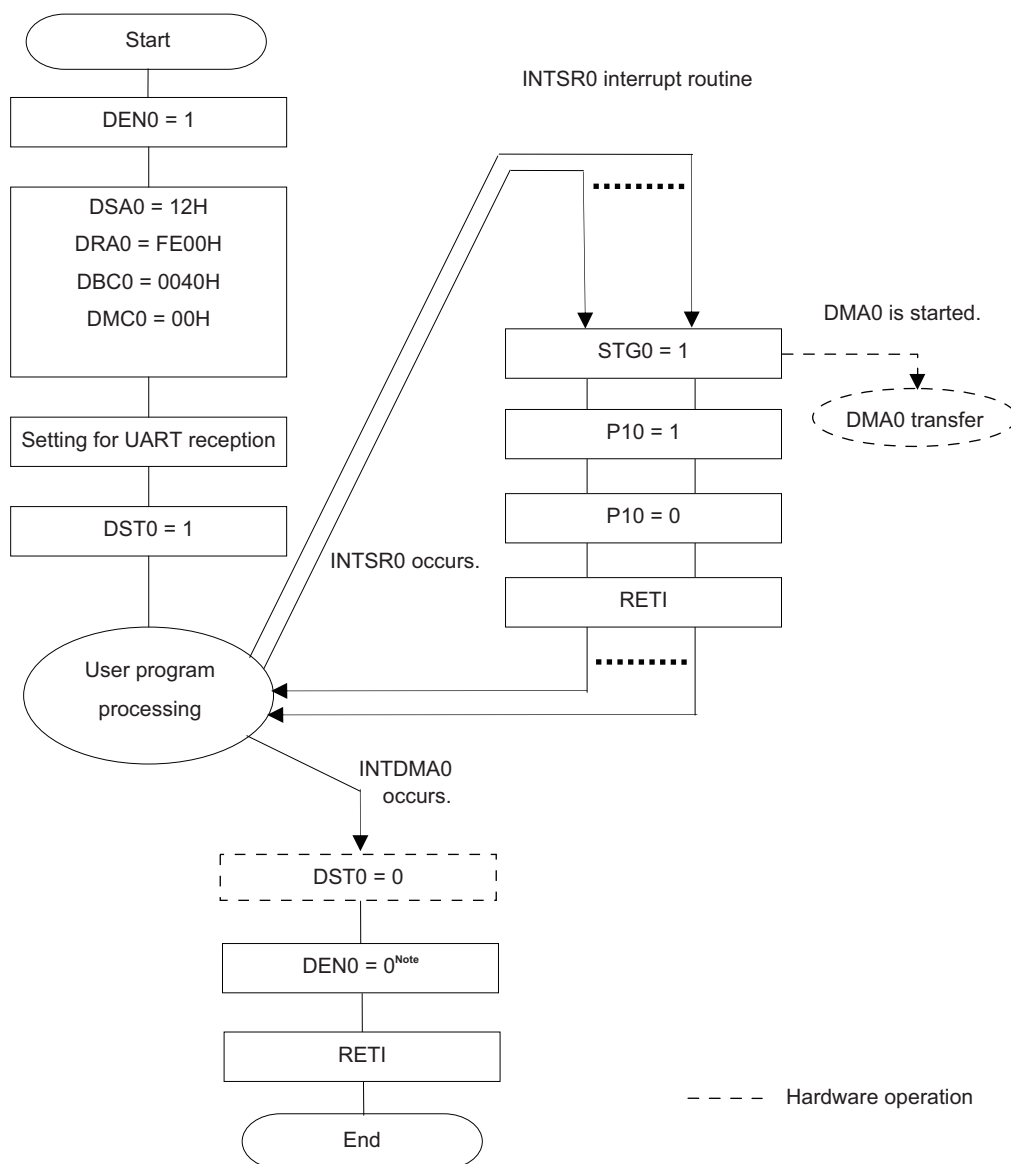 Start
DEN0 = 1
DSA0 = 12H
DRA0 = FE00H
DBC0 = 0040H
DMC0 = 00H
Setting for UART reception
DST0 = 1
User program
processing
INTSR0 interrupt routine
INTSR0 occurs.
STG0 = 1
P10 = 1
P10 = 0
RETI
DMA0 is started.
DMA0 transfer
INTDMA0
occurs.
DST0 = 0
DEN0 = 0Note
RETI
End
Hardware operation